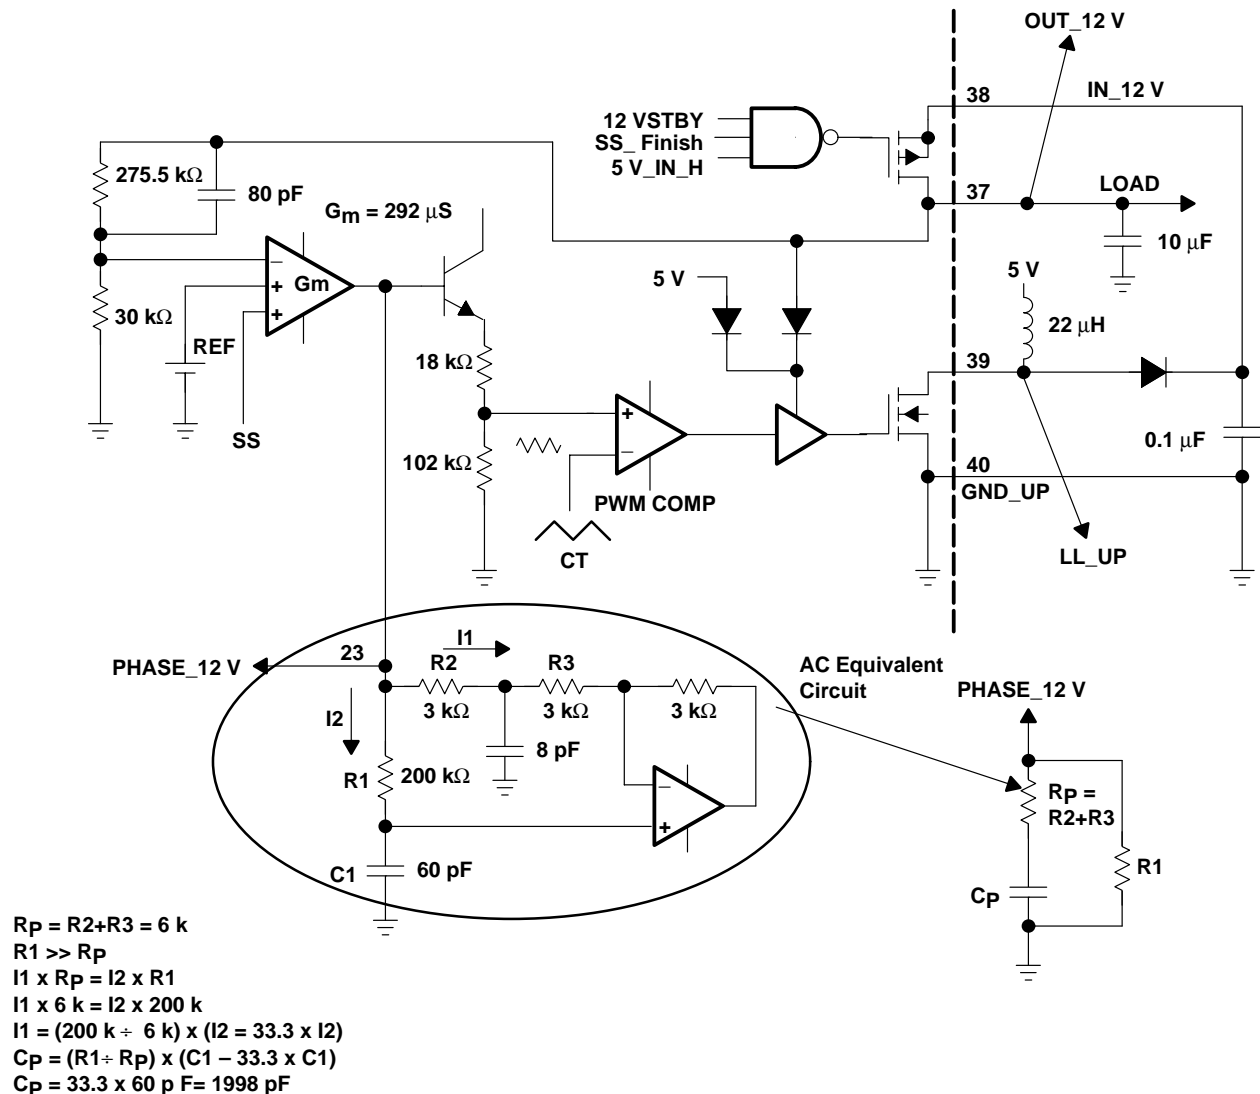 OUT_12 V
38
IN_12 V
12 VSTBY
SS_ Finish
5 V_IN_H
275.5 kΩ
80 pF
Gm = 292 µS
37
LOAD
10 µF
5 V
5 V
–
+
+
Gm
30 kΩ
REF
SS
18 kΩ
102 kΩ
+
–
PWM COMP
CT
22 µH
39
0.1 µF
40
GND_UP
LL_UP
PHASE_12 V
23
I1
R2
R3
3 kΩ
3 kΩ
3 kΩ
I2
8 pF
R1
200 kΩ
–
+
C1
60 pF
AC Equivalent
Circuit
PHASE_12 V
RP =
R2+R3
R1
CP
RP = R2+R3 = 6 k
R1 >> RP
I1 x RP = I2 x R1
I1 x 6 k = I2 x 200 k
I1 = (200 k ÷ 6 k) x (I2 = 33.3 x I2)
CP = (R1÷ RP) x (C1 – 33.3 x C1)
CP = 33.3 x 60 p F= 1998 pF